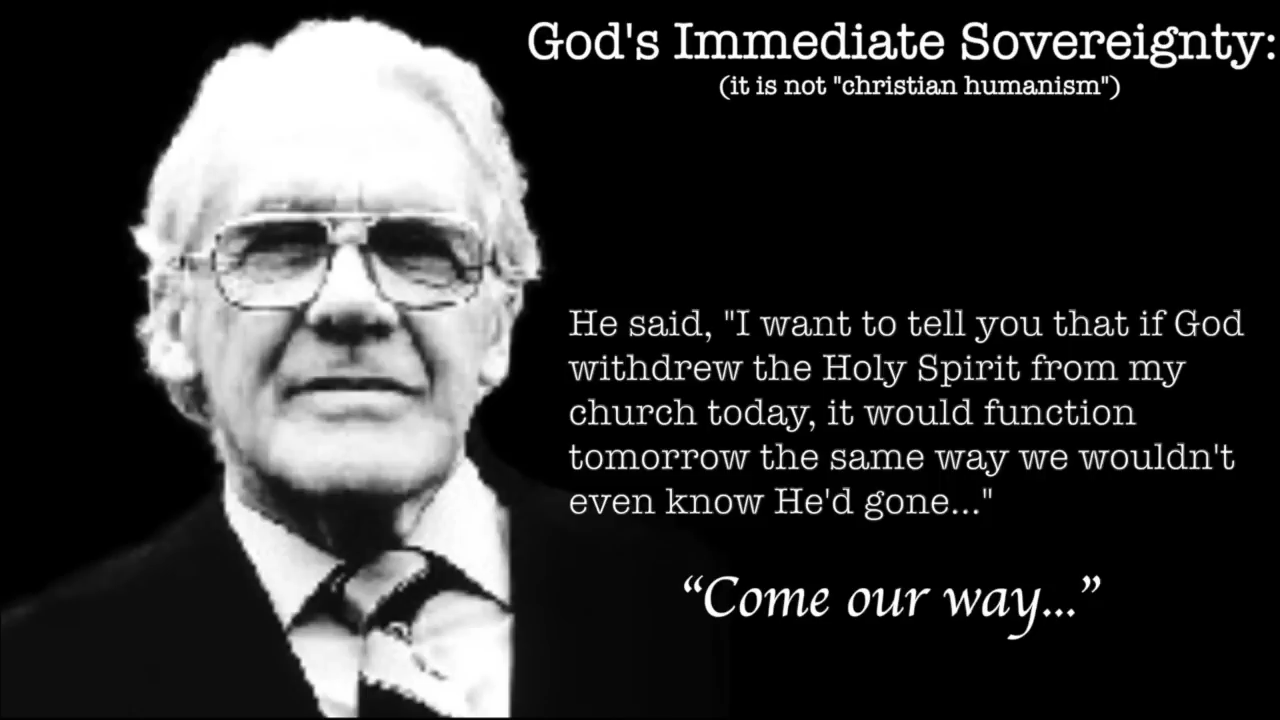 God's Immediate Sovereignty:
(it is not "christian humanism")
He said, "I want to tell you that if God
withdrew the Holy Spirit from my
church today, it would function
tomorrow the same way we wouldn't
even know He'd gone..."
“Come our way...”